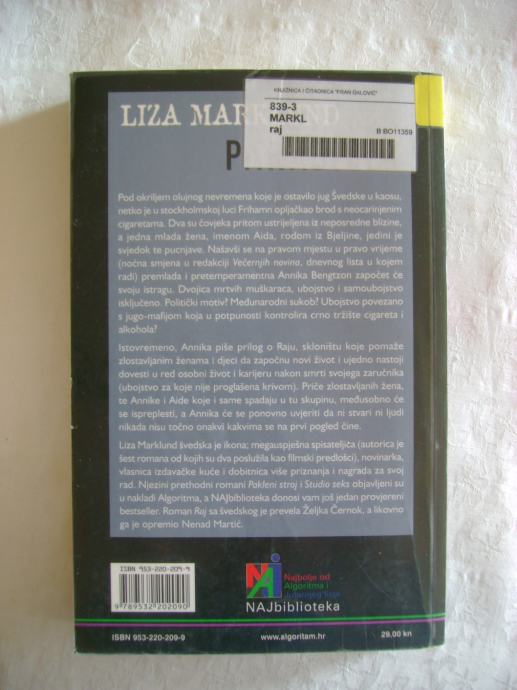 KNJIŽNICA I ČITAONICA "FRAN GALOVIĆ"
839-3
MARKL
raj
B BO11359
LIZA MARKLUND
Pod okriljem olujnog nevremena koje je ostavilo jug Švedske u kaosu,
netko je u stockholmskoj luci Frihamn opljačkao brod s neocarinjenim
cigaretama. Dva su čovjeka pritom ustrijeljena iz neposredne blizine,
a jedna mlada žena, imenom Aida, rodom iz Bjeljine, jedini je
svjedok te pucnjave. Našavši se na pravom mjestu u pravo vrijeme
(noćna smjena u redakciji Večernjih novina, dnevnog lista u kojem
radi) premlada i pretemperamentna Annika Bengtzon započet će
svoju istragu. Dvojica mrtvih muškaraca, ubojstvo i samoubojstvo
isključeno. Politički motiv? Međunarodni sukob? Ubojstvo povezano
s jugo-mafijom koja u potpunosti kontrolira crno tržište cigareta i
alkohola?
Istovremeno, Annika piše prilog o Raju, skloništu koje pomaže
zlostavljanim ženama i djeci da započnu novi život i ujedno nastoji
dovesti u red osobni život i karijeru nakon smrti svojega zaručnika
(ubojstvo za koje nije proglašena krivom). Priče zlostavljanih žena,
te Annike i Aide koje i same spadaju u tu skupinu, međusobno će
se ispreplesti, a Annika će se ponovno uvjeriti da ni stvari ni ljudi
nikada nisu točno onakvi kakvima se na prvi pogled čine.
Liza Marklund švedska je ikona; megauspješna spisateljica (autorica je
šest romana od kojih su dva poslužila kao filmski predlošci), novinarka,
vlasnica izdavačke kuće i dobitnica više priznanja i nagrada za svoj
rad. Njezini prethodni romani Pakleni stroj i Studio seks objavljeni su
u nakladi Algoritma, a NAJbiblioteka donosi vam još jedan provjereni
bestseller. Roman Raj sa švedskog je prevela Željka Černok, a likovno
ga je opremio Nenad Martić.
ISBN 953-220-209-9
9 789532 202090
NAJ
Najbolje od
Algoritma i
Jutarnjeg lista
NAJbiblioteka
ISBN 953-220-209-9
www.algoritam.hr
29,00 kn